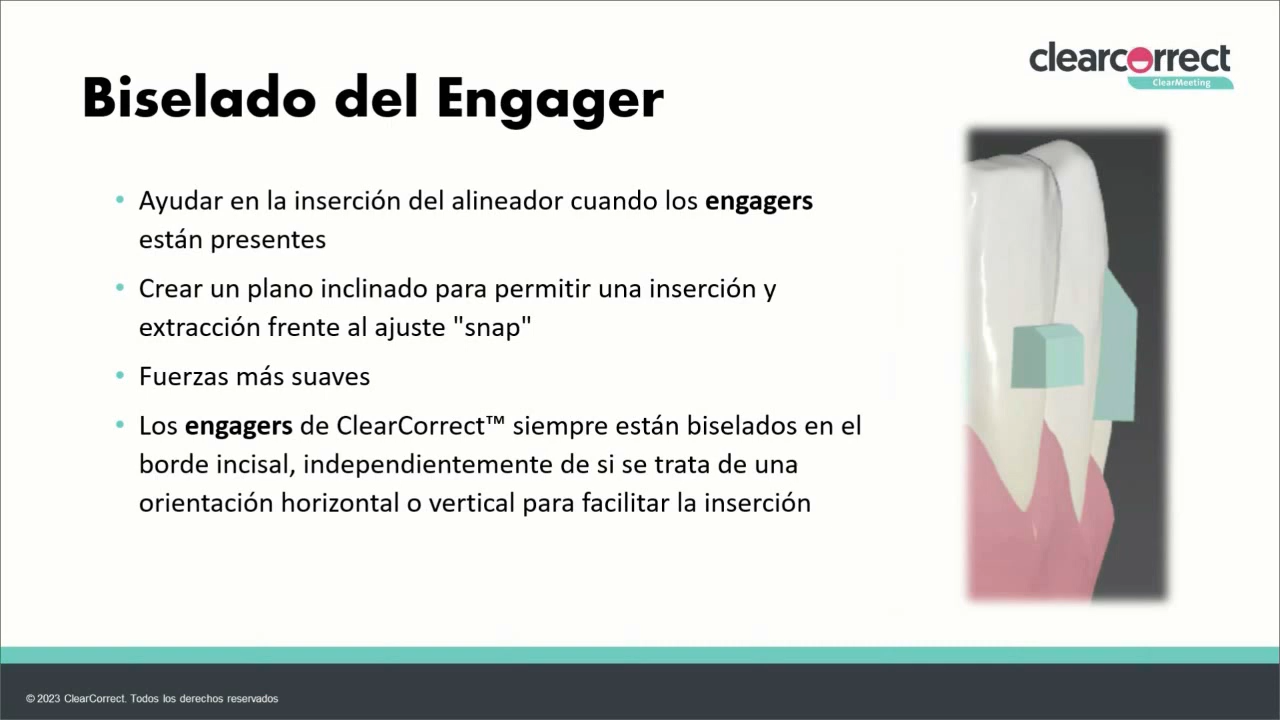 clearcorrect
ClearMeeting
Biselado del Engager
• Ayudar en la inserción del alineador cuando los engagers
están presentes
• Crear un plano inclinado para permitir una inserción y
extracción frente al ajuste "snap"
• Fuerzas más suaves
• Los engagers de ClearCorrect™ siempre están biselados en el
borde incisal, independientemente de si se trata de una
orientación horizontal o vertical para facilitar la inserción
© 2023 ClearCorrect. Todos los derechos reservados